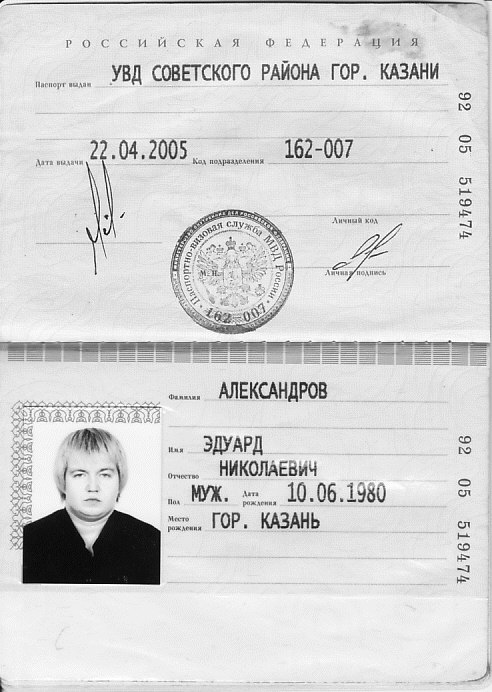 РОССИЙСКАЯ ФЕДЕРАЦИЯ
Паспорт выдан УВД СОВЕТСКОГО РАЙОНА ГОР. КАЗАНИ
Дата выдачи 22.04.2005 Код подразделения 162-007
92 05 519474
Личный код
Паспортно-визовая служба МВД России
М. П.
162 007
Личная подпись
Фамилия АЛЕКСАНДРОВ
Имя ЭДУАРД
Отчество НИКОЛАЕВИЧ
Пол МУЖ. Дата рождения 10.06.1980
Место рождения ГОР. КАЗАНЬ
92 05 519474